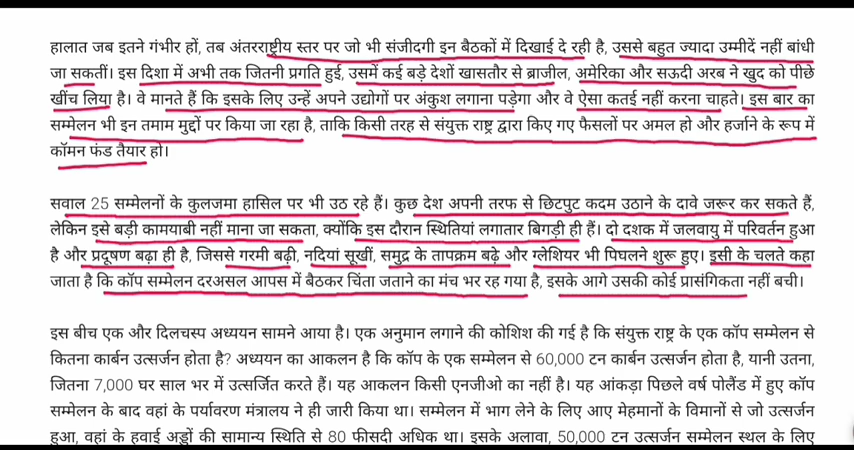 हालात जब इतने गंभीर हों, तब अंतरराष्ट्रीय स्तर पर जो भी संजीदगी इन बैठकों में दिखाई दे रही है, उससे बहुत ज्यादा उम्मीदें नहीं बांधी
जा सकतीं। इस दिशा में अभी तक जितनी प्रगति हुई, उसमें कई बड़े देशों खासतौर से ब्राजील, अमेरिका और सऊदी अरब ने खुद को पीछे
खींच लिया है। वे मानते हैं कि इसके लिए उन्हें अपने उद्योगों पर अंकुश लगाना पड़ेगा और वे ऐसा कतई नहीं करना चाहते। इस बार का
सम्मेलन भी इन तमाम मुद्दों पर किया जा रहा है, ताकि किसी तरह से संयुक्त राष्ट्र द्वारा किए गए फैसलों पर अमल हो और हर्जाने के रूप में
कॉमन फंड तैयार हो।
सवाल 25 सम्मेलनों के कुलजमा हासिल पर भी उठ रहे हैं। कुछ देश अपनी तरफ से छिटपुट कदम उठाने के दावे जरूर कर सकते हैं,
लेकिन इसे बड़ी कामयाबी नहीं माना जा सकता, क्योंकि इस दौरान स्थितियां लगातार बिगड़ी ही हैं। दो दशक में जलवायु में परिवर्तन हुआ
है और प्रदूषण बढ़ा ही है, जिससे गरमी बढ़ी, नदियां सूखीं, समुद्र के तापक्रम बढ़े और ग्लेशियर भी पिघलने शुरू हुए। इसी के चलते कहा
जाता है कि कॉप सम्मेलन दरअसल आपस में बैठकर चिंता जताने का मंच भर रह गया है, इसके आगे उसकी कोई प्रासंगिकता नहीं बची।
इस बीच एक और दिलचस्प अध्ययन सामने आया है। एक अनुमान लगाने की कोशिश की गई है कि संयुक्त राष्ट्र के एक कॉप सम्मेलन से
कितना कार्बन उत्सर्जन होता है? अध्ययन का आकलन है कि कॉप के एक सम्मेलन से 60,000 टन कार्बन उत्सर्जन होता है, यानी उतना,
जितना 7,000 घर साल भर में उत्सर्जित करते हैं। यह आकलन किसी एनजीओ का नहीं है। यह आंकड़ा पिछले वर्ष पोलैंड में हुए कॉप
सम्मेलन के बाद वहां के पर्यावरण मंत्रालय ने ही जारी किया था। सम्मेलन में भाग लेने के लिए आए मेहमानों के विमानों से जो उत्सर्जन
हुआ, वहां के हवाई अड्डों की सामान्य स्थिति से 80 फीसदी अधिक था। इसके अलावा, 50,000 टन उत्सर्जन सम्मेलन स्थल के लिए